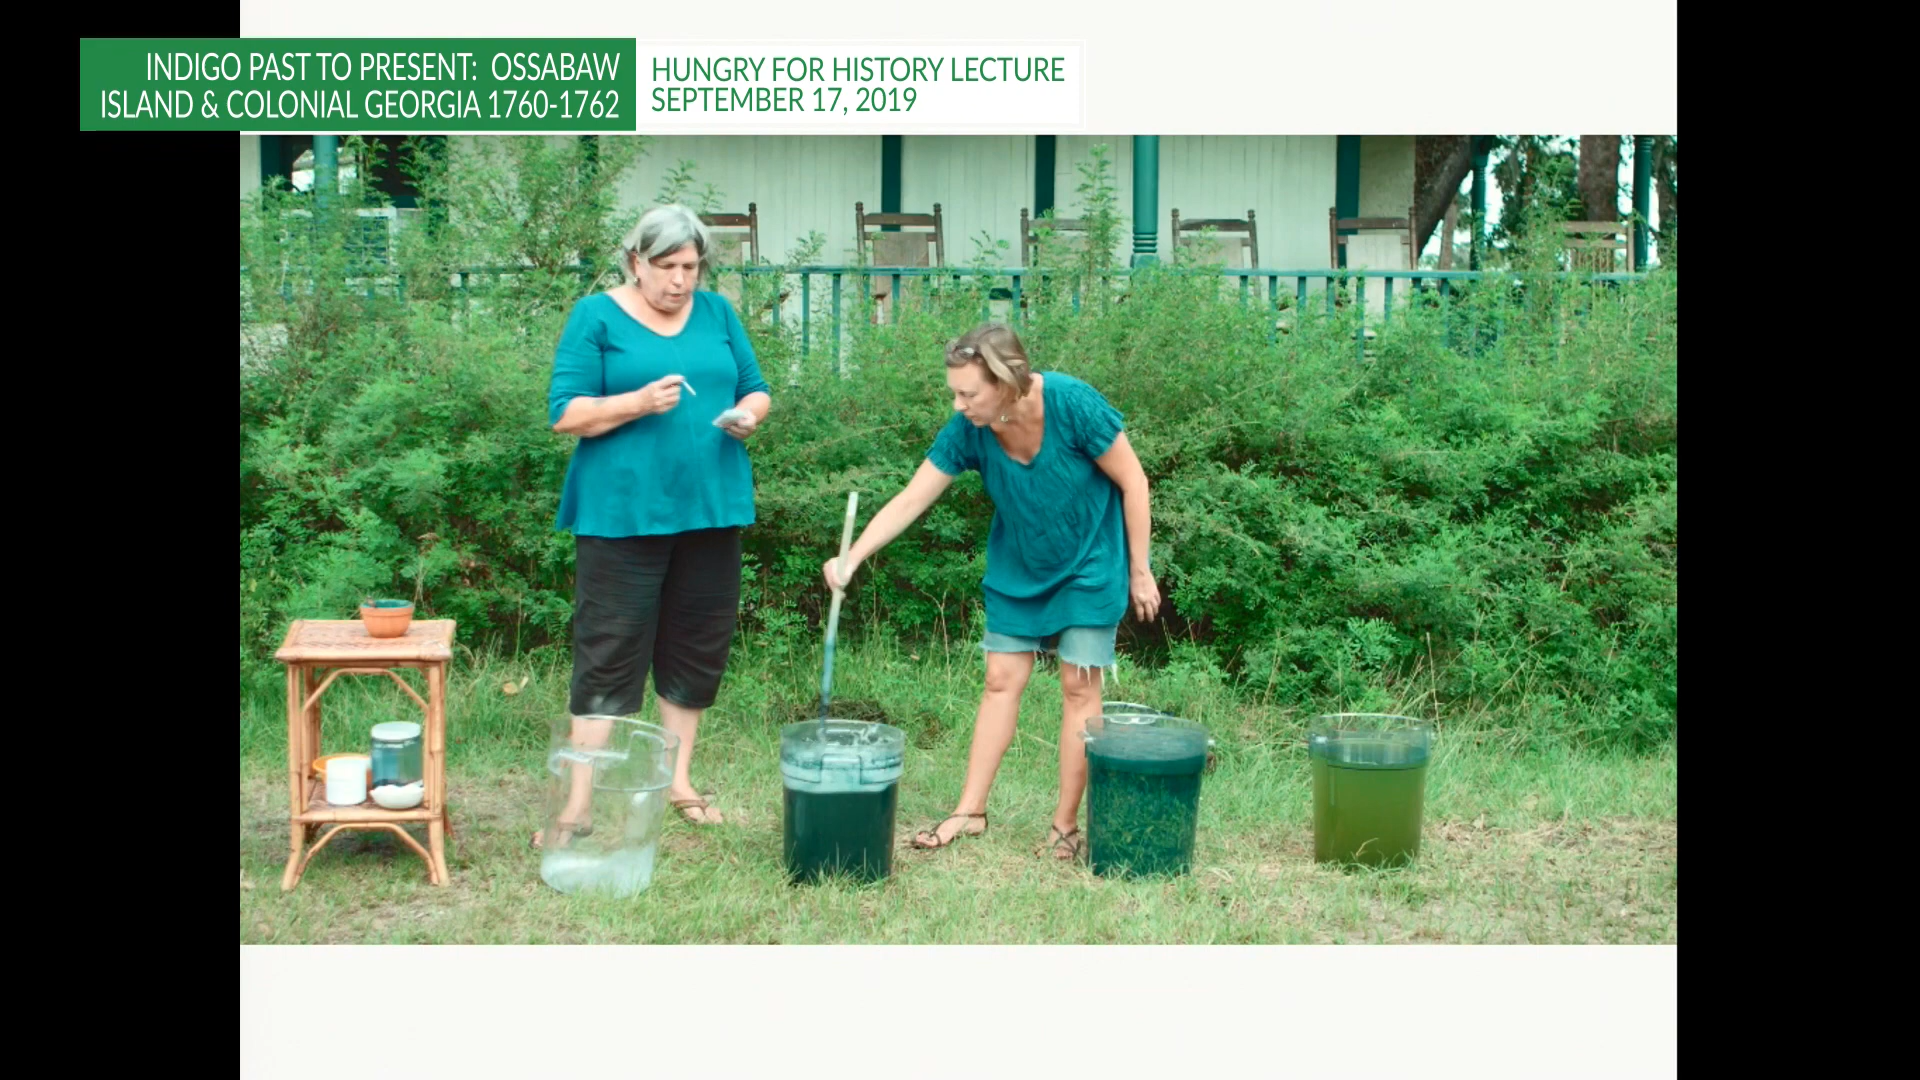 INDIGO PAST TO PRESENT: OSSABAW
ISLAND & COLONIAL GEORGIA 1760-1762
HUNGRY FOR HISTORY LECTURE
SEPTEMBER 17, 2019